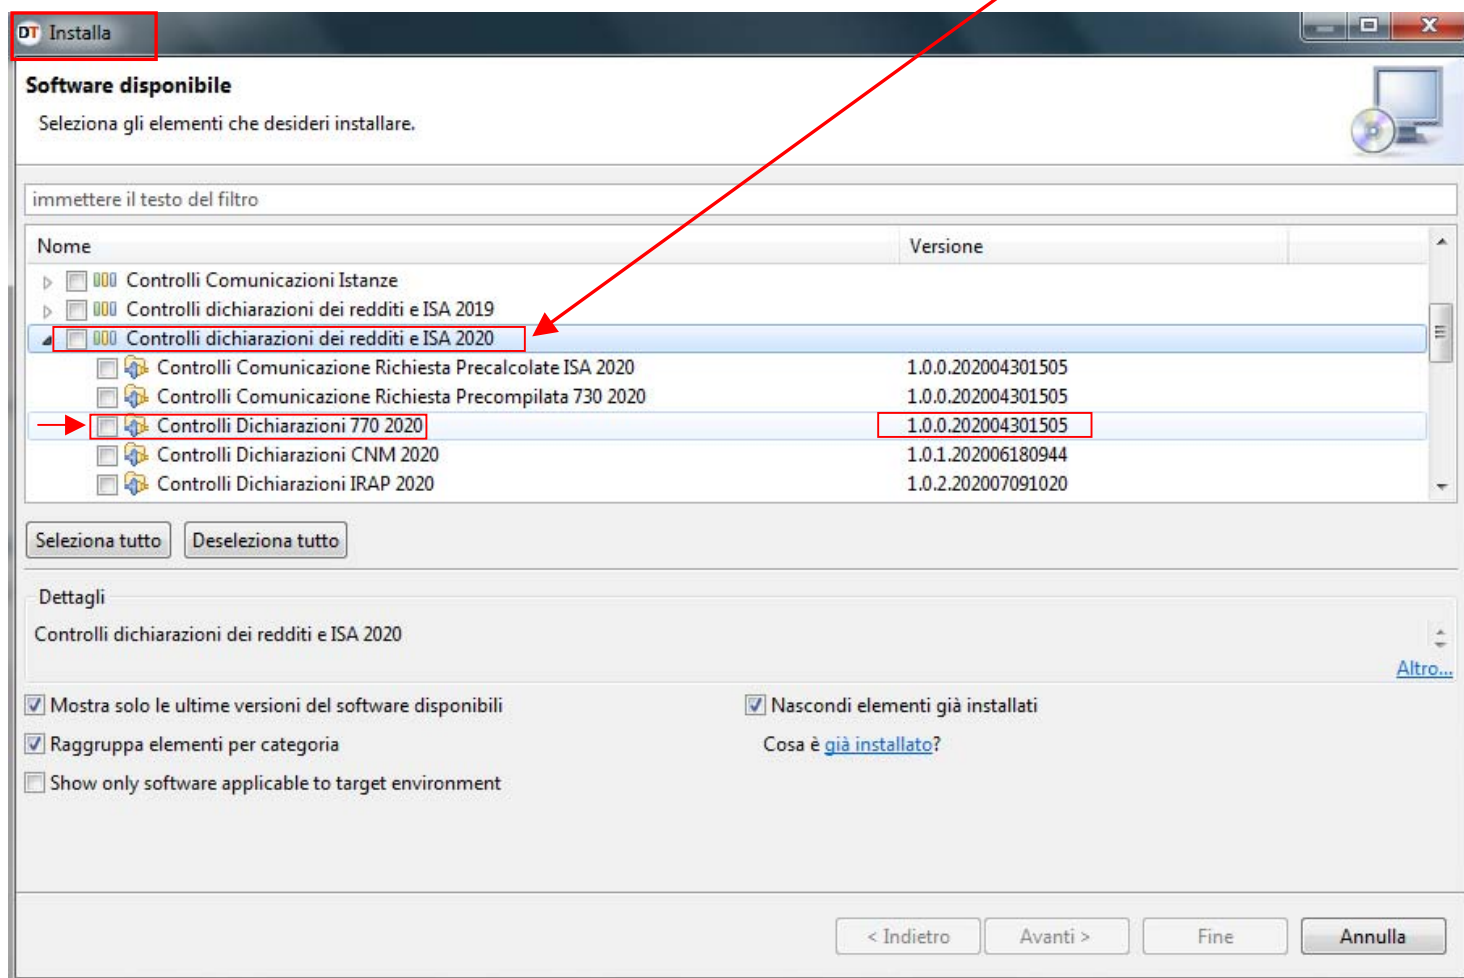 DT Installa
Software disponibile
Seleziona gli elementi che desideri installare.
immettere il testo del filtro
Nome Versione
Controlli Comunicazioni Istanze
Controlli dichiarazioni dei redditi e ISA 2019
Controlli dichiarazioni dei redditi e ISA 2020
Controlli Comunicazione Richiesta Precalcolate ISA 2020 1.0.0.202004301505
Controlli Comunicazione Richiesta Precompilata 730 2020 1.0.0.202004301505
Controlli Dichiarazioni 770 2020 1.0.0.202004301505
Controlli Dichiarazioni CNM 2020 1.0.1.202006180944
Controlli Dichiarazioni IRAP 2020 1.0.2.202007091020
Seleziona tutto Deseleziona tutto
Dettagli
Controlli dichiarazioni dei redditi e ISA 2020
Altro...
Mostra solo le ultime versioni del software disponibili Nascondi elementi già installati
Raggruppa elementi per categoria Cosa è già installato?
Show only software applicable to target environment
< Indietro Avanti > Fine Annulla